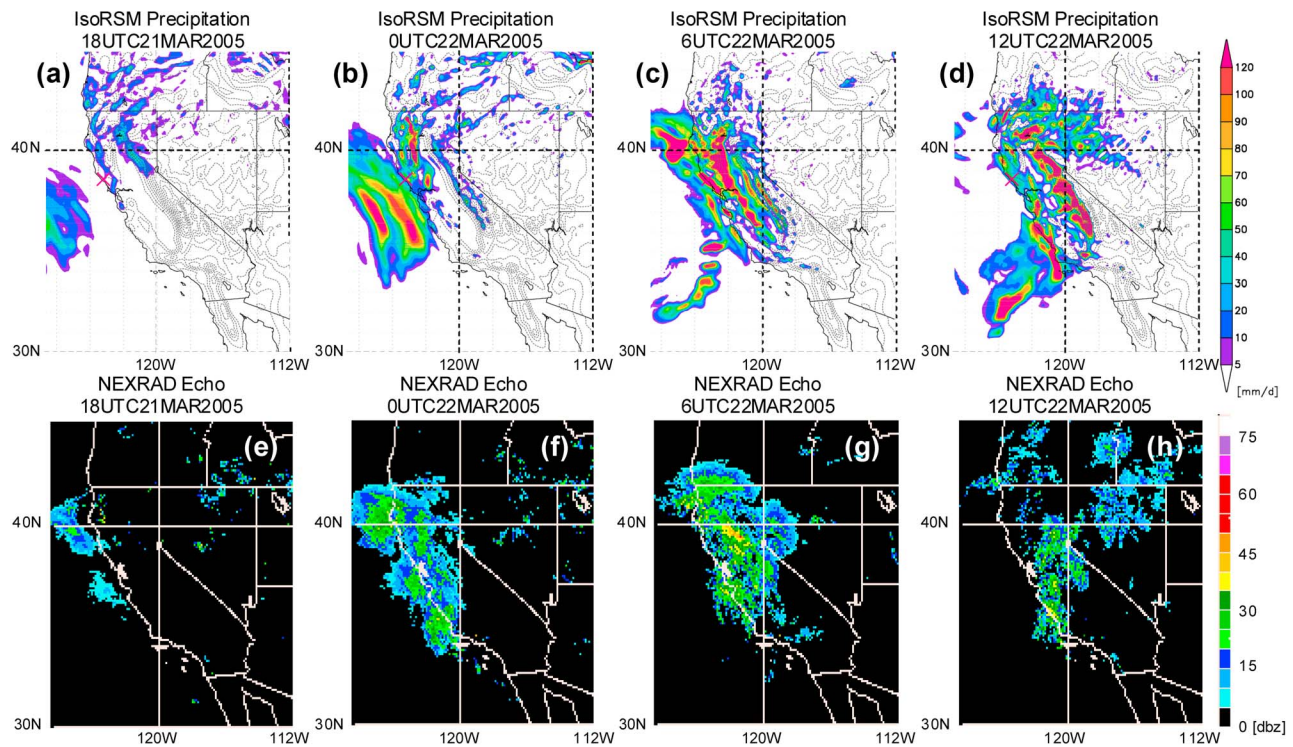 IsoRSM Precipitation
18UTC21MAR2005
(a)
40N
30N
120W
112W
IsoRSM Precipitation
0UTC22MAR2005
(b)
40N
30N
120W
112W
IsoRSM Precipitation
6UTC22MAR2005
(c)
40N
30N
120W
112W
IsoRSM Precipitation
12UTC22MAR2005
(d)
40N
30N
120W
112W
120
100
90
80
70
60
50
40
30
20
10
5
[mm/d]
NEXRAD Echo
18UTC21MAR2005
(e)
40N
30N
120W
112W
NEXRAD Echo
0UTC22MAR2005
(f)
40N
30N
120W
112W
NEXRAD Echo
6UTC22MAR2005
(g)
40N
30N
120W
112W
NEXRAD Echo
12UTC22MAR2005
(h)
40N
30N
120W
112W
75
60
45
30
15
0 [dbz]